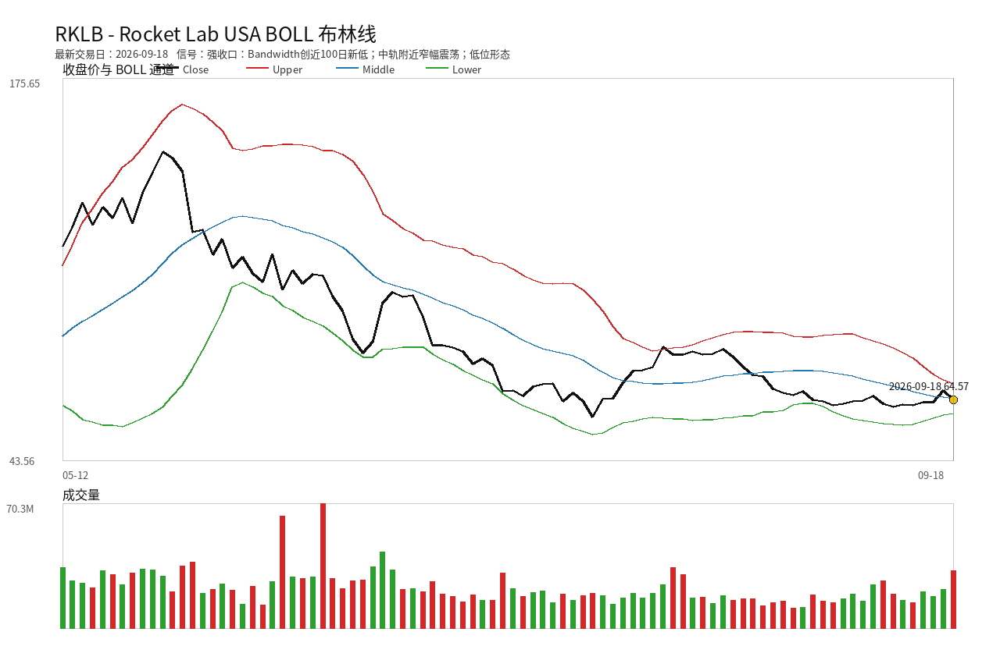 RKLB - Rocket Lab USA BOLL 布林线
最新交易日：2026-09-18 信号：强收口：Bandwidth创近100日新低；中轨附近窄幅震荡；低位形态
收盘价与 BOLL 通道 Close Upper Middle Lower
175.65
2026-09-18 64.57
43.56
05-12 09-18
成交量
70.3M